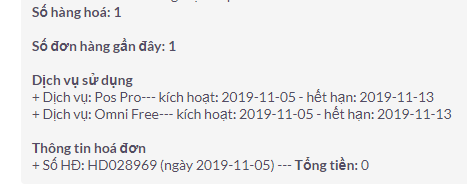 Số hàng hoá: 1
Số đơn hàng gần đây: 1
Dịch vụ sử dụng
+ Dịch vụ: Pos Pro--- kích hoạt: 2019-11-05 - hết hạn: 2019-11-13
+ Dịch vụ: Omni Free--- kích hoạt: 2019-11-05 - hết hạn: 2019-11-13
Thông tin hoá đơn
+ Số HĐ: HD028969 (ngày 2019-11-05) --- Tổng tiền: 0